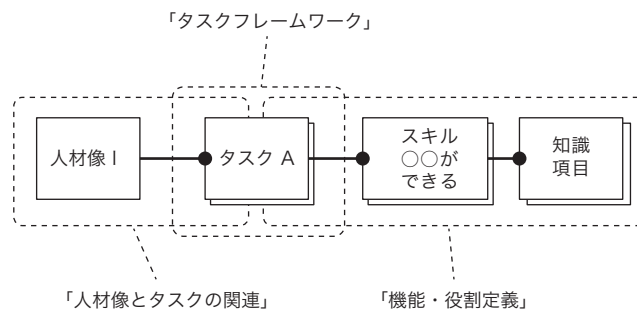 「タスクフレームワーク」
人材像 I
タスク A
スキル
○○が
できる
知識
項目
「人材像とタスクの関連」
「機能・役割定義」